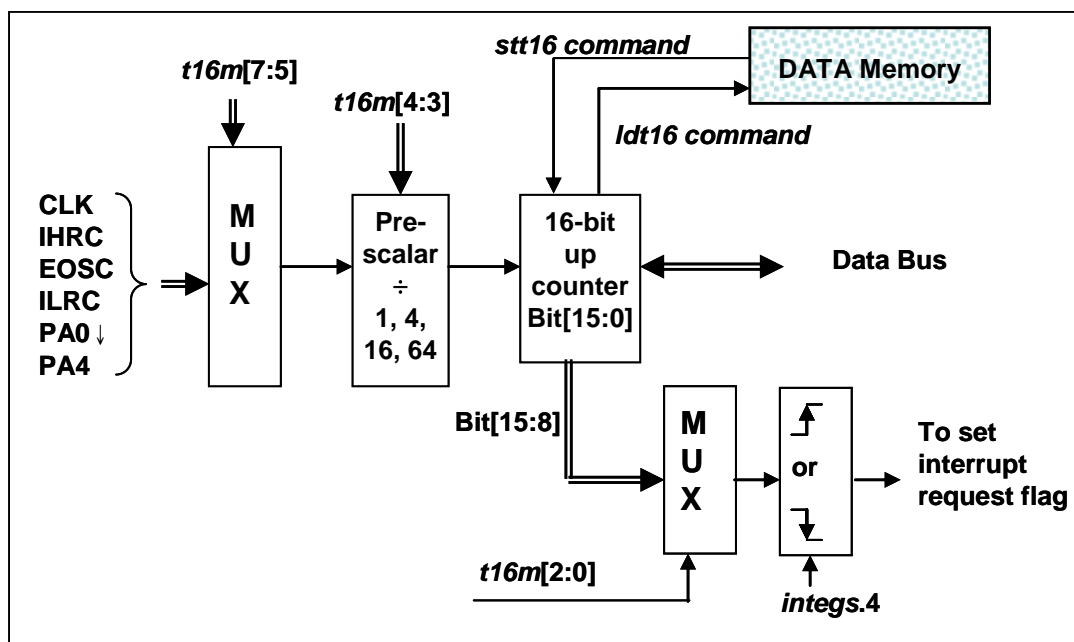 stt16 command
DATA Memory
t16m[7:5]
t16m[4:3]
ldt16 command
CLK
IHRC
EOSC
ILRC
PA0 ↓
PA4
M
U
X
Pre-
scalar
÷
1, 4,
16, 64
16-bit
up
counter
Bit[15:0]
Data Bus
Bit[15:8]
M
U
X
or
To set
interrupt
request flag
t16m[2:0]
integs.4